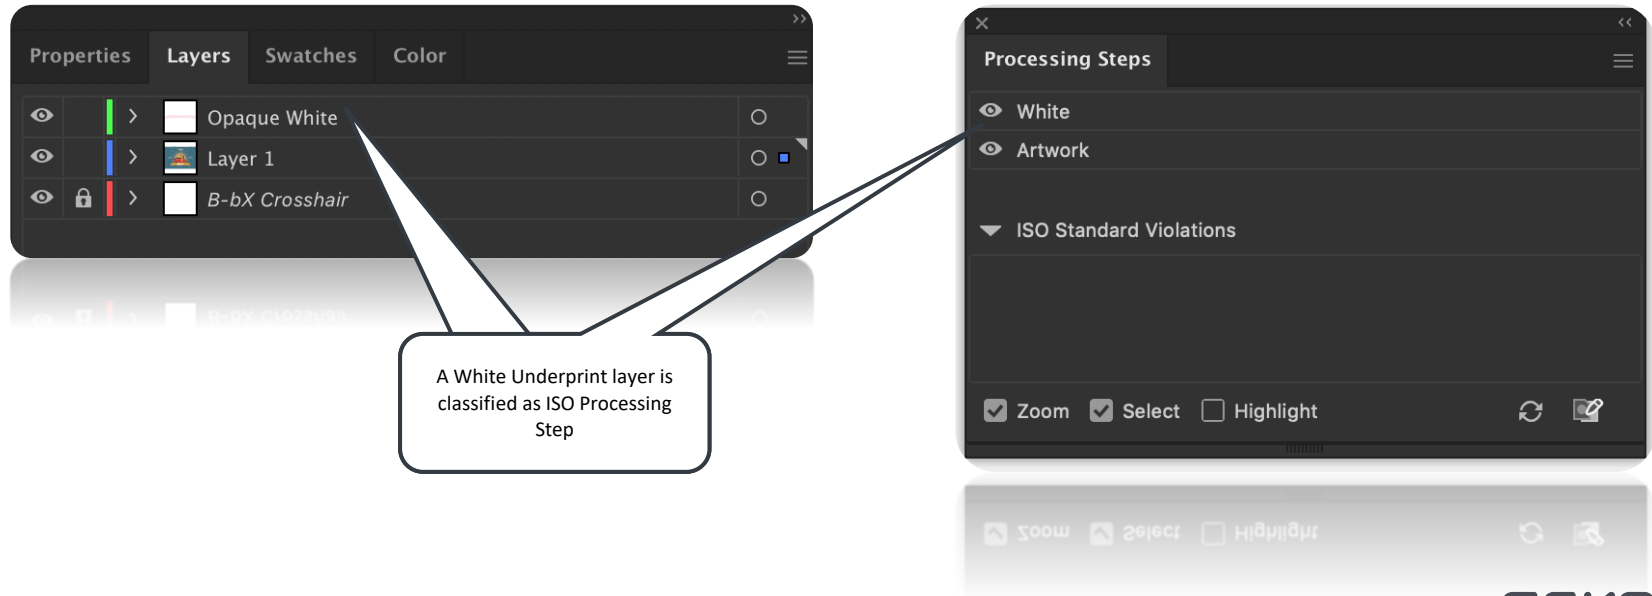 Properties Layers Swatches Color
Opaque White
Layer 1
B-bX Crosshair
A White Underprint layer is
classified as ISO Processing
Step
Processing Steps
White
Artwork
ISO Standard Violations
Zoom Select Highlight